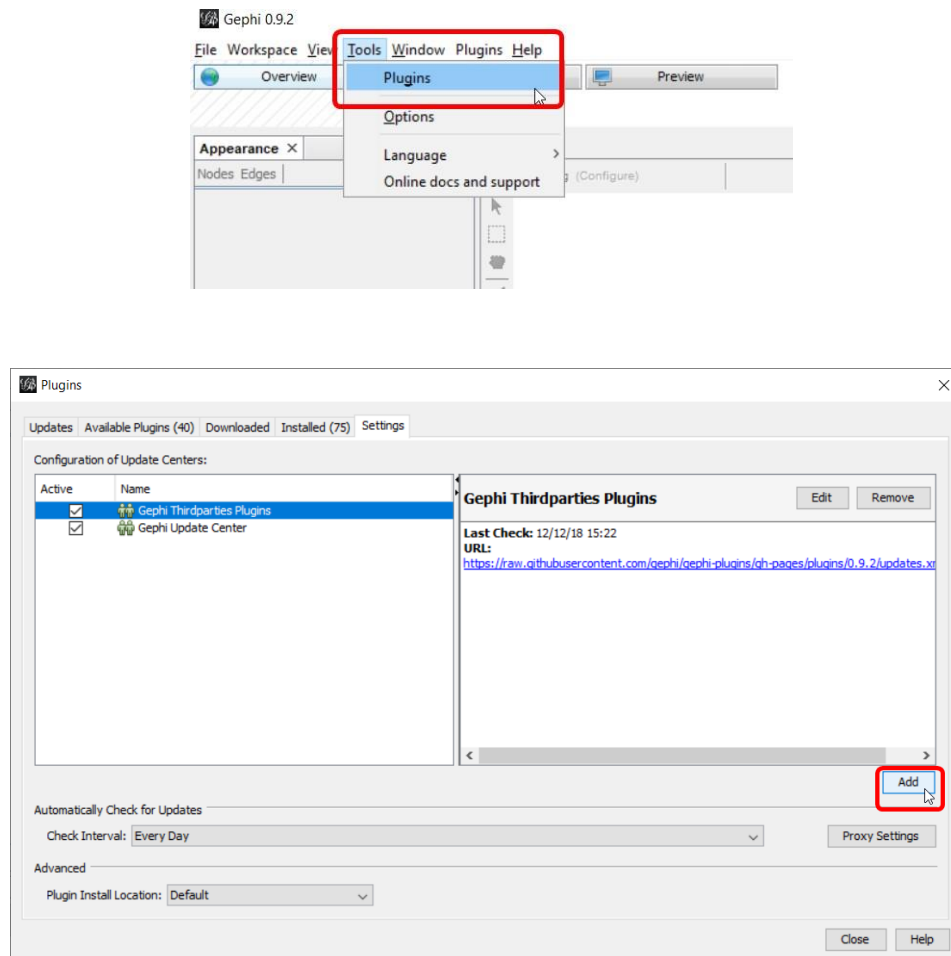 Gephi 0.9.2
File Workspace View Tools Window Plugins Help
Overview Plugins Preview
Options
Appearance ×
Language
Nodes Edges (Configure)
Online docs and support
Plugins
Updates Available Plugins (40) Downloaded Installed (75) Settings
Configuration of Update Centers:
Active Name
Gephi Thirdparties Plugins
Gephi Update Center
Gephi Thirdparties Plugins Edit Remove
Last Check: 12/12/18 15:22
URL:
https://raw.githubusercontent.com/gephi/gephi-plugins/gh-pages/plugins/0.9.2/updates.xr
Add
Automatically Check for Updates
Check Interval: Every Day Proxy Settings
Advanced
Plugin Install Location: Default
Close Help